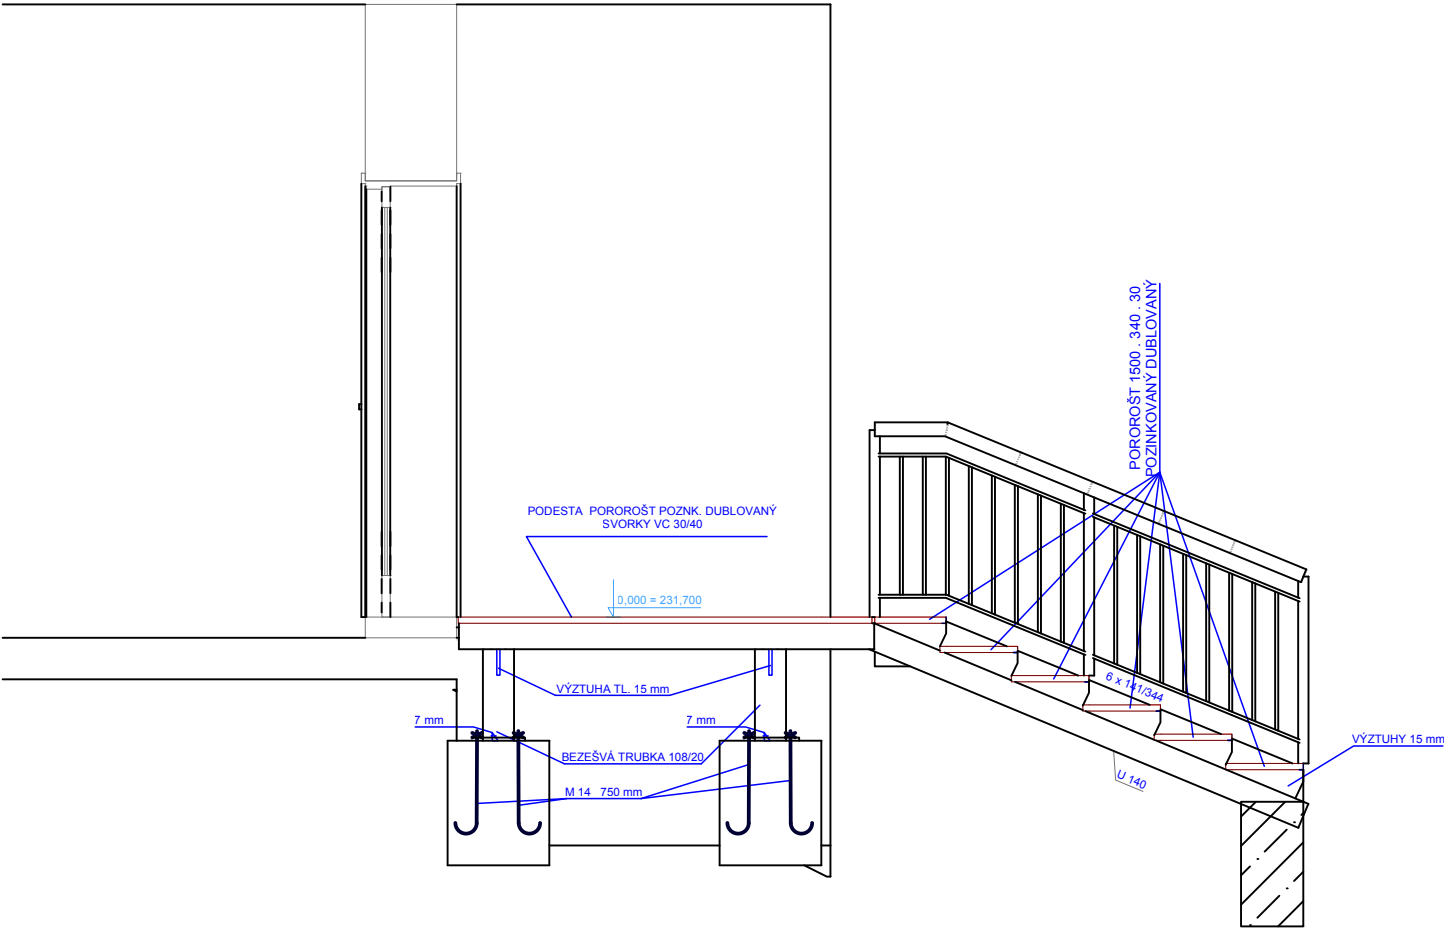 POROROŠT 1500 . 340 . 30
POZINKOVANÝ DUBLOVANÝ
PODESTA POROROŠT POZNK. DUBLOVANÝ
SVORKY VC 30/40
0,000 = 231,700
VÝZTUHA TL. 15 mm
6 x 141/344
7 mm
7 mm
BEZEŠVÁ TRUBKA 108/20
VÝZTUHY 15 mm
U 140
M 14 750 mm